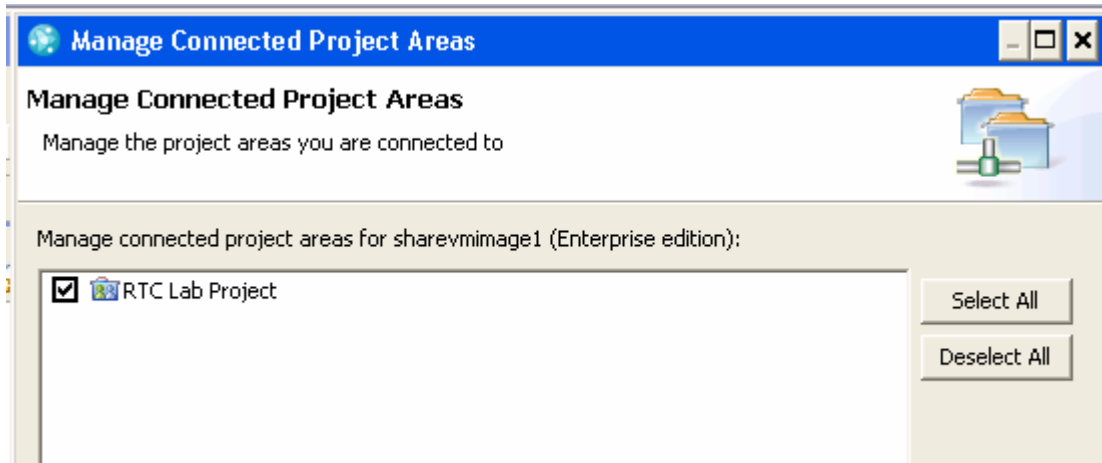 Manage Connected Project Areas
Manage Connected Project Areas
Manage the project areas you are connected to
Manage connected project areas for sharevmimage1 (Enterprise edition):
RTC Lab Project
Select All
Deselect All